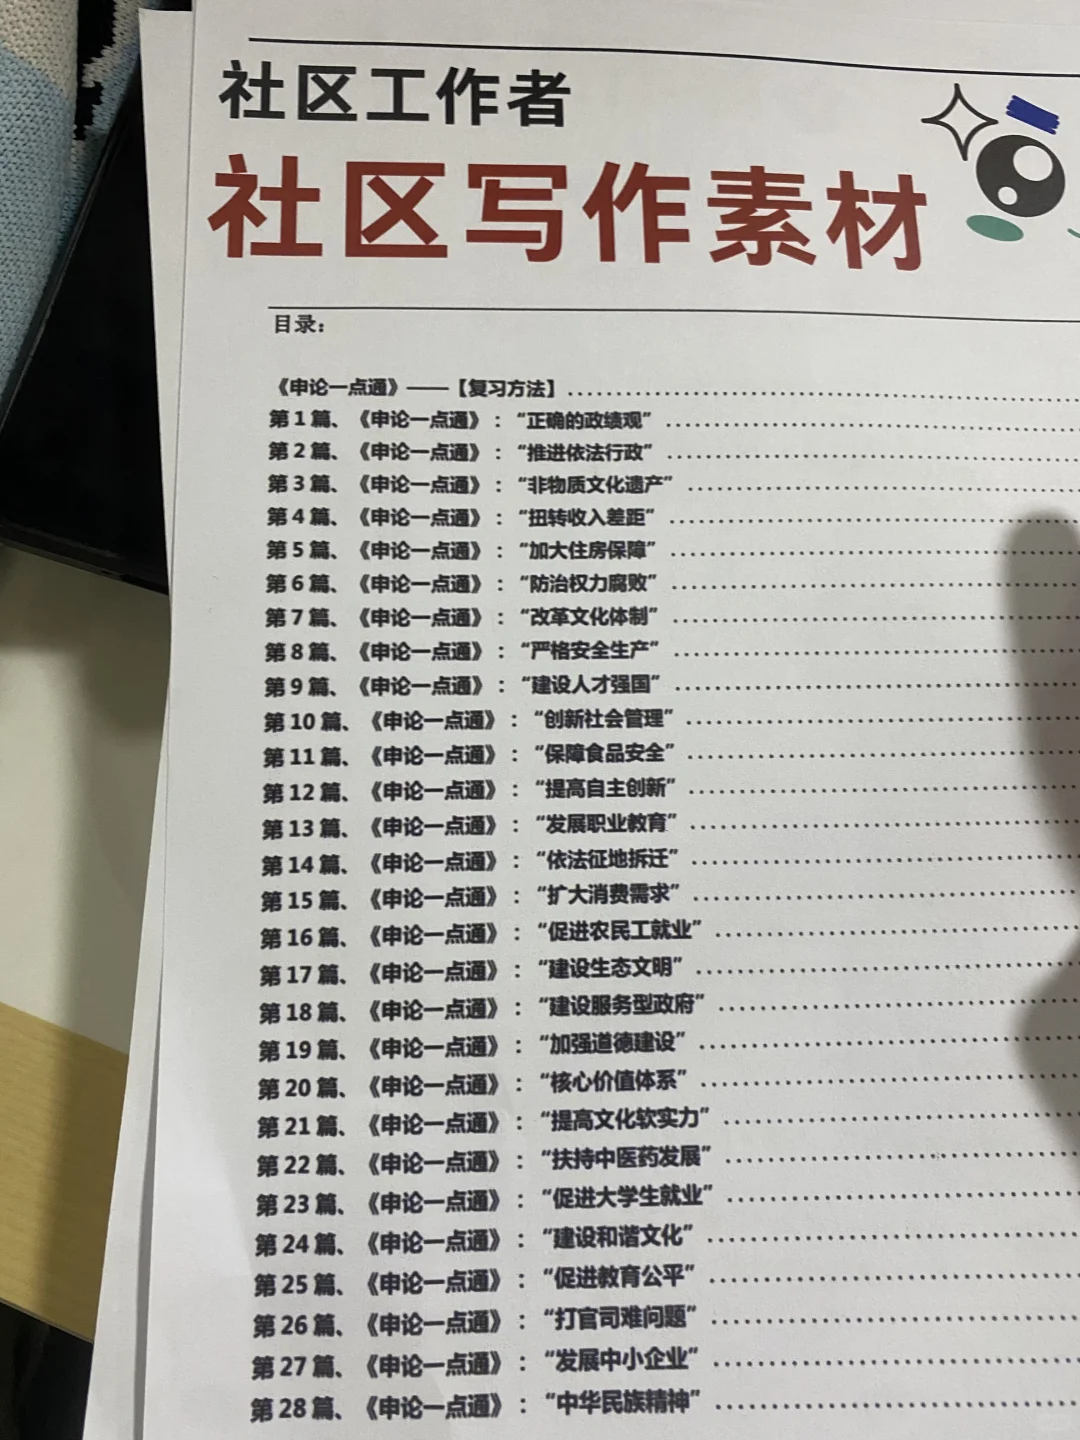 社区工作者
社区写作素材
目录：
《申论一点通》——【复习方法】
第1篇、《申论一点通》：“正确的政绩观”
第2篇、《申论一点通》：“推进依法行政”
第3篇、《申论一点通》：“非物质文化遗产”
第4篇、《申论一点通》：“扭转收入差距”
第5篇、《申论一点通》：“加大住房保障”
第6篇、《申论一点通》：“防治权力腐败”
第7篇、《申论一点通》：“改革文化体制”
第8篇、《申论一点通》：“严格安全生产”
第9篇、《申论一点通》：“建设人才强国”
第10篇、《申论一点通》：“创新社会管理”
第11篇、《申论一点通》：“保障食品安全”
第12篇、《申论一点通》：“提高自主创新”
第13篇、《申论一点通》：“发展职业教育”
第14篇、《申论一点通》：“依法征地拆迁”
第15篇、《申论一点通》：“扩大消费需求”
第16篇、《申论一点通》：“促进农民工就业”
第17篇、《申论一点通》：“建设生态文明”
第18篇、《申论一点通》：“建设服务型政府”
第19篇、《申论一点通》：“加强道德建设”
第20篇、《申论一点通》：“核心价值体系”
第21篇、《申论一点通》：“提高文化软实力”
第22篇、《申论一点通》：“扶持中医药发展”
第23篇、《申论一点通》：“促进大学生就业”
第24篇、《申论一点通》：“建设和谐文化”
第25篇、《申论一点通》：“促进教育公平”
第26篇、《申论一点通》：“打官司难问题”
第27篇、《申论一点通》：“发展中小企业”
第28篇、《申论一点通》：“中华民族精神”